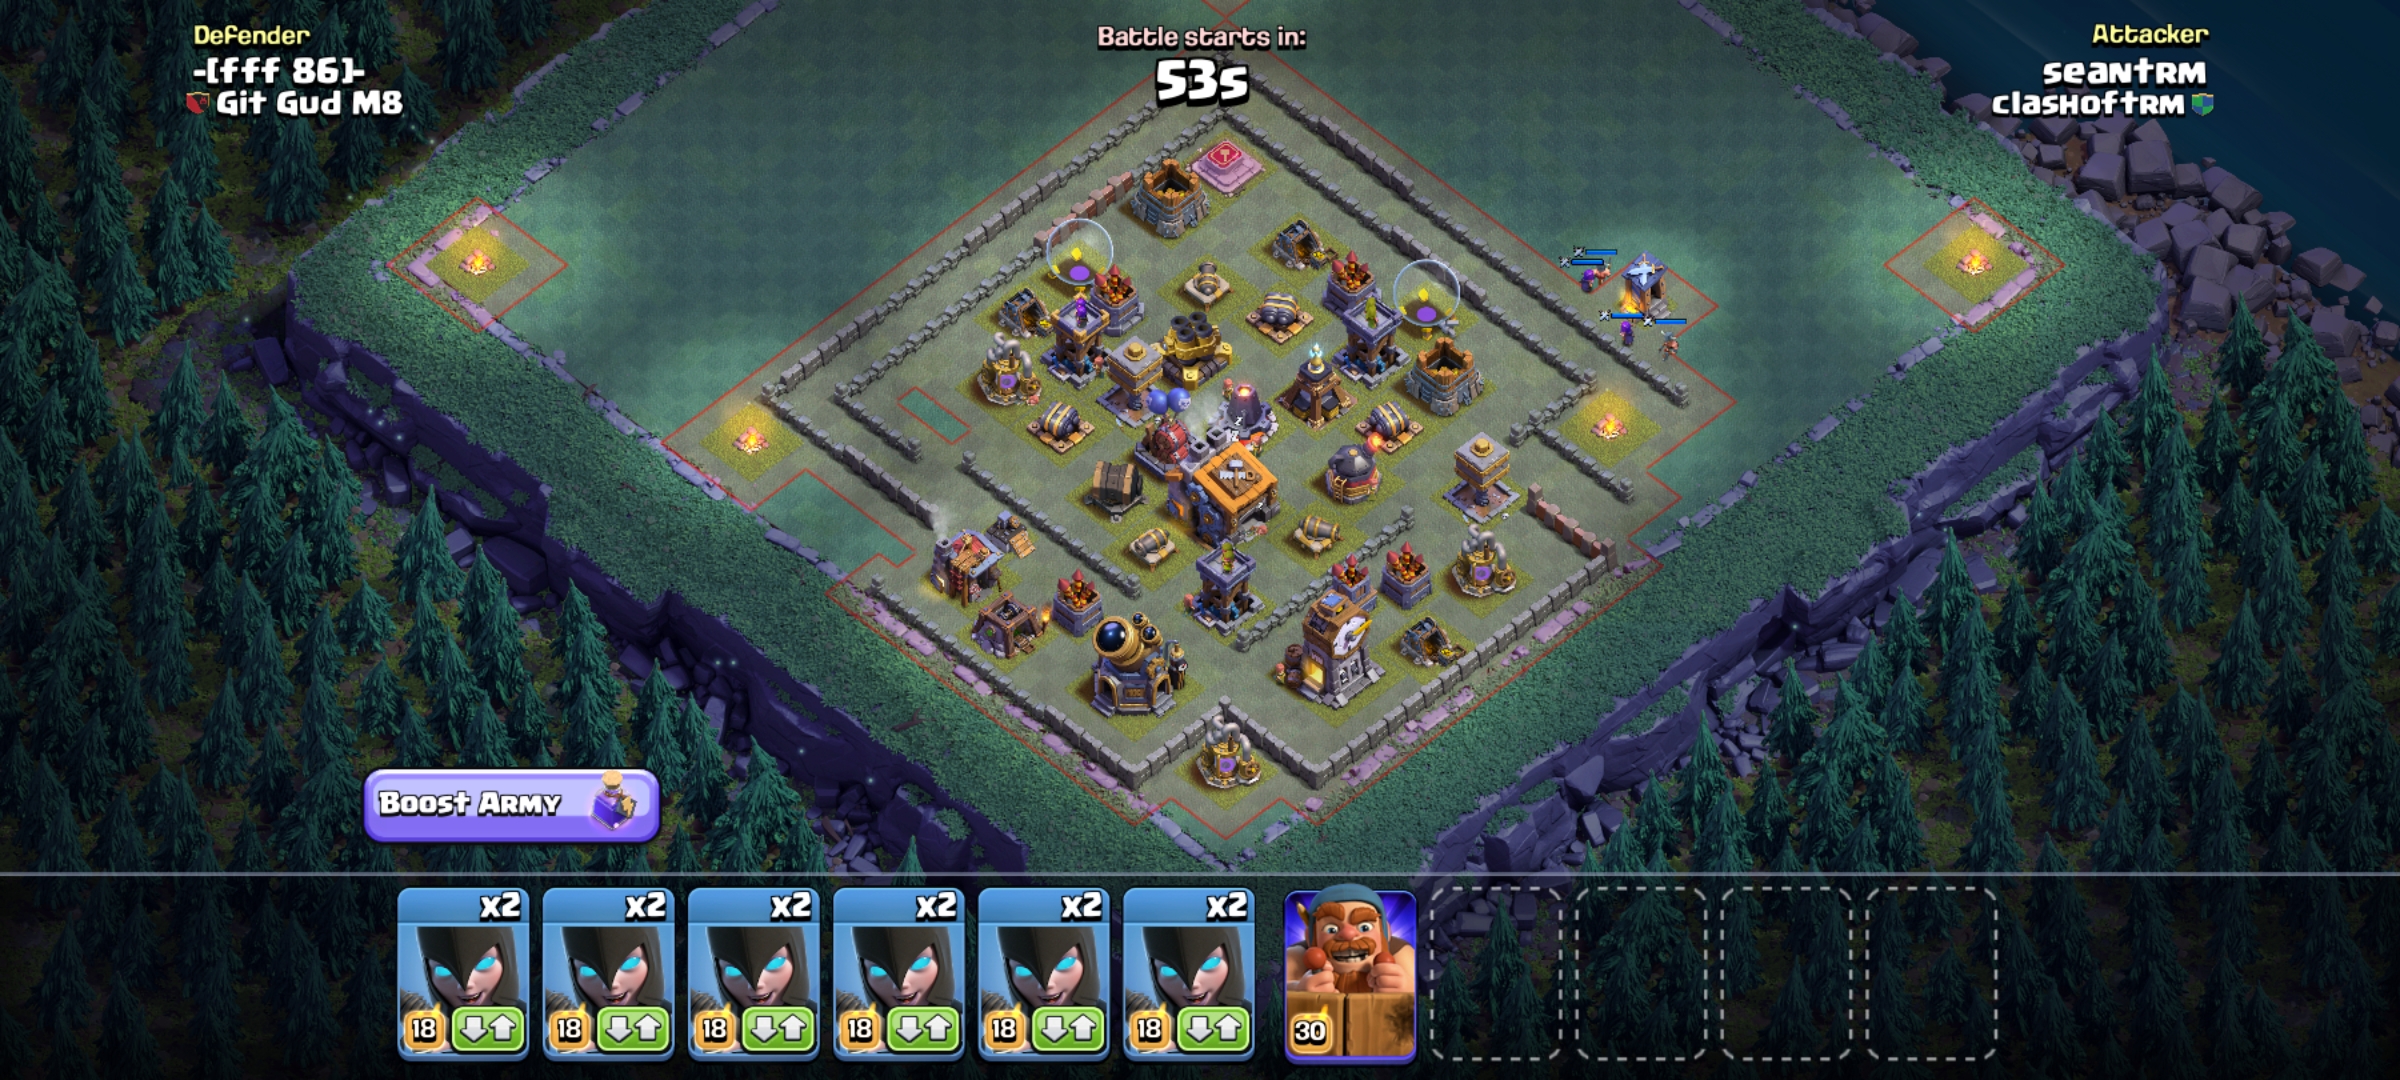 Defender
-[fff 86]-
Git Gud M8
Battle starts in:
53s
Attacker
seantRM
clashoftRM
Boost Army
x2 x2 x2 x2 x2 x2
18 18 18 18 18 18 30